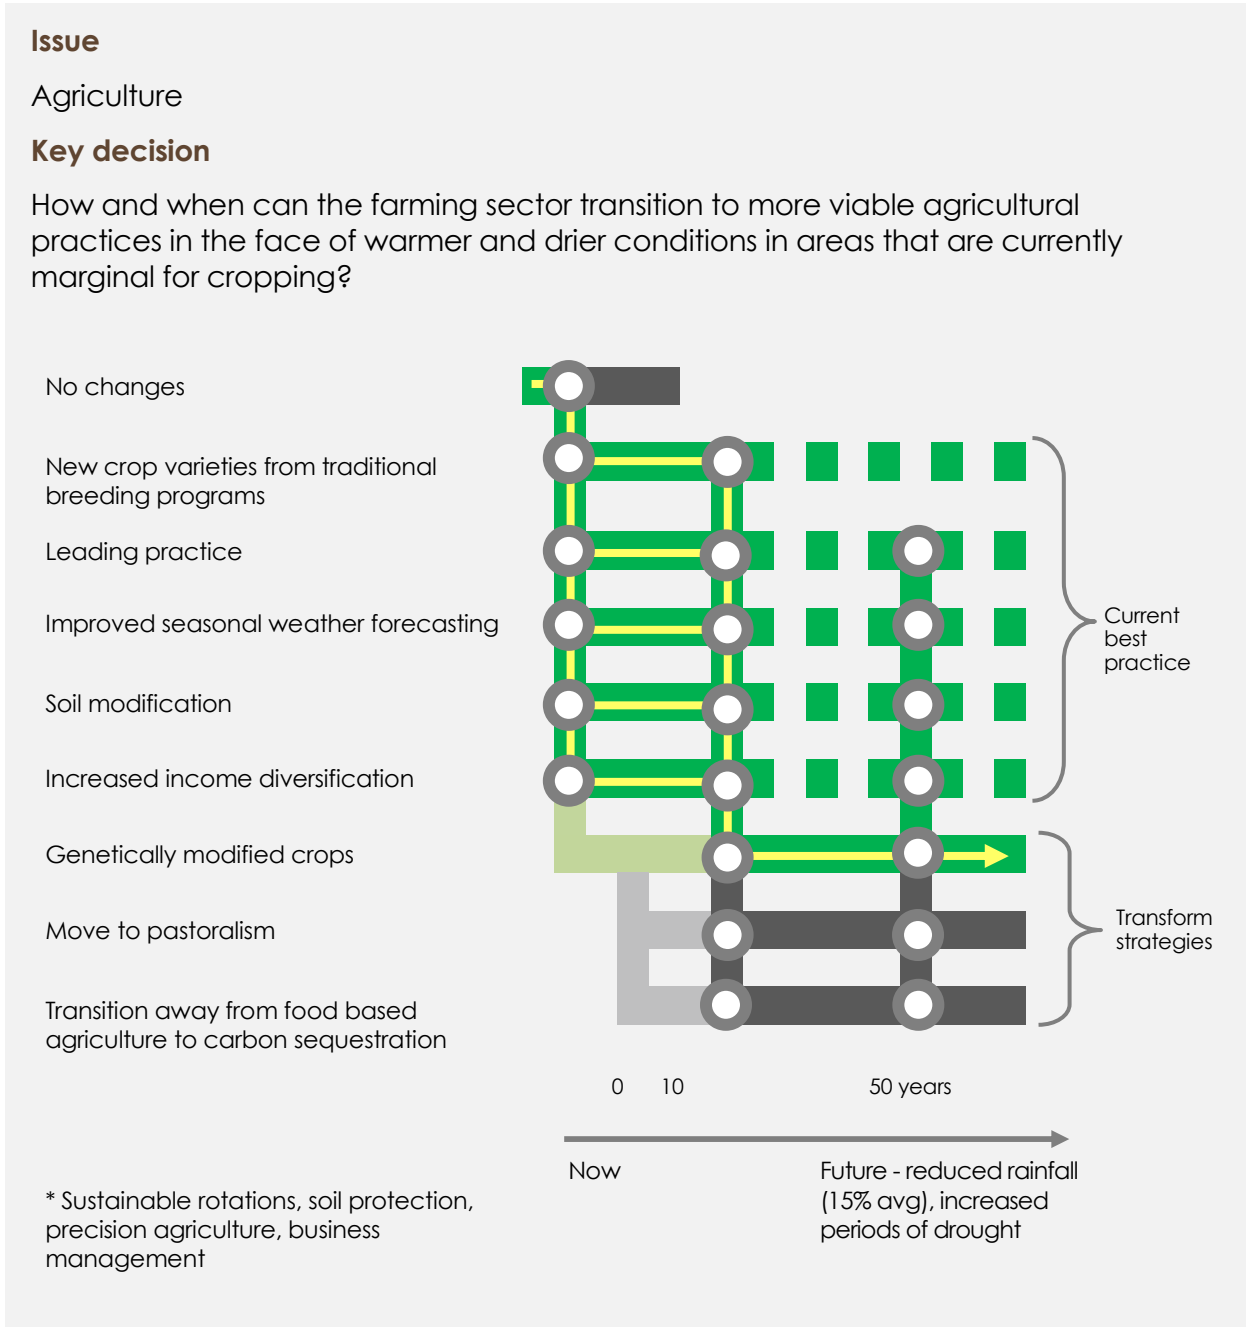 Issue
Agriculture
Key decision
How and when can the farming sector transition to more viable agricultural
practices in the face of warmer and drier conditions in areas that are currently
marginal for cropping?
No changes
New crop varieties from traditional
breeding programs
Leading practice
Improved seasonal weather forecasting
Soil modification
Increased income diversification
Current
best
practice
Genetically modified crops
Move to pastoralism
Transition away from food based
agriculture to carbon sequestration
Transform
strategies
0 10 50 years
Now
Future - reduced rainfall
(15% avg), increased
periods of drought
* Sustainable rotations, soil protection,
precision agriculture, business
management